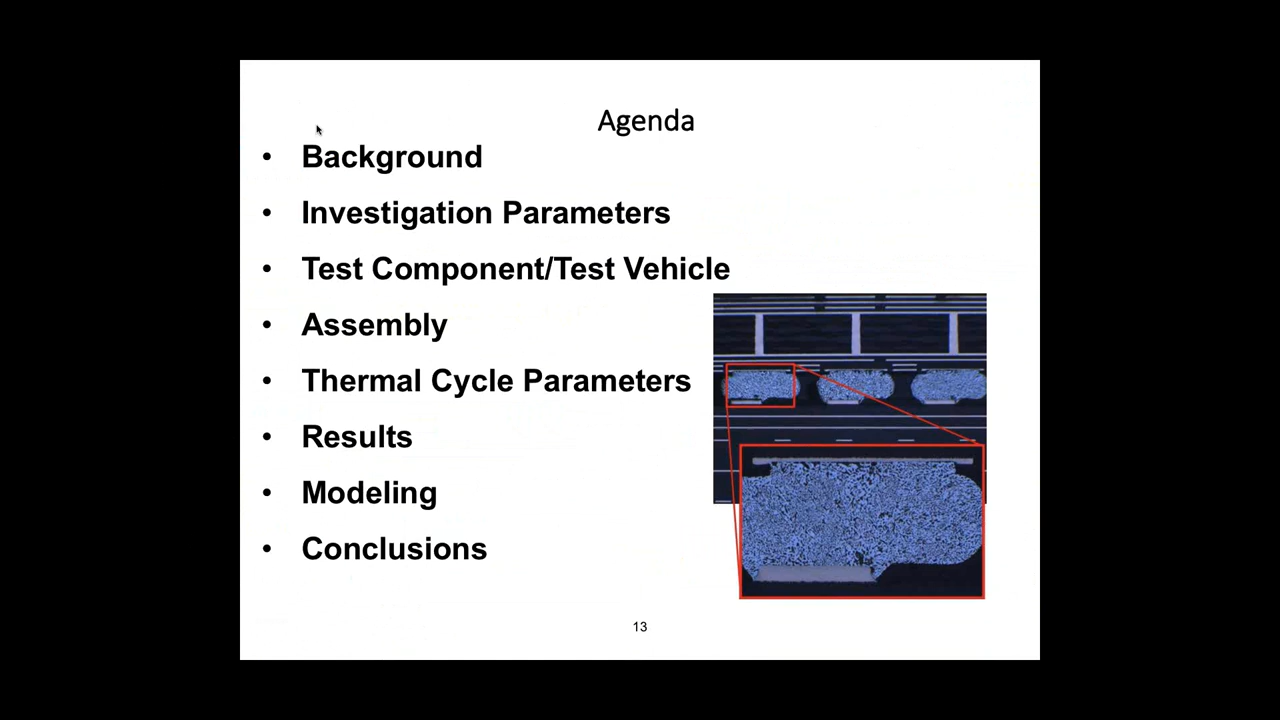 Agenda
• Background
• Investigation Parameters
• Test Component/Test Vehicle
• Assembly
• Thermal Cycle Parameters
• Results
• Modeling
• Conclusions
13